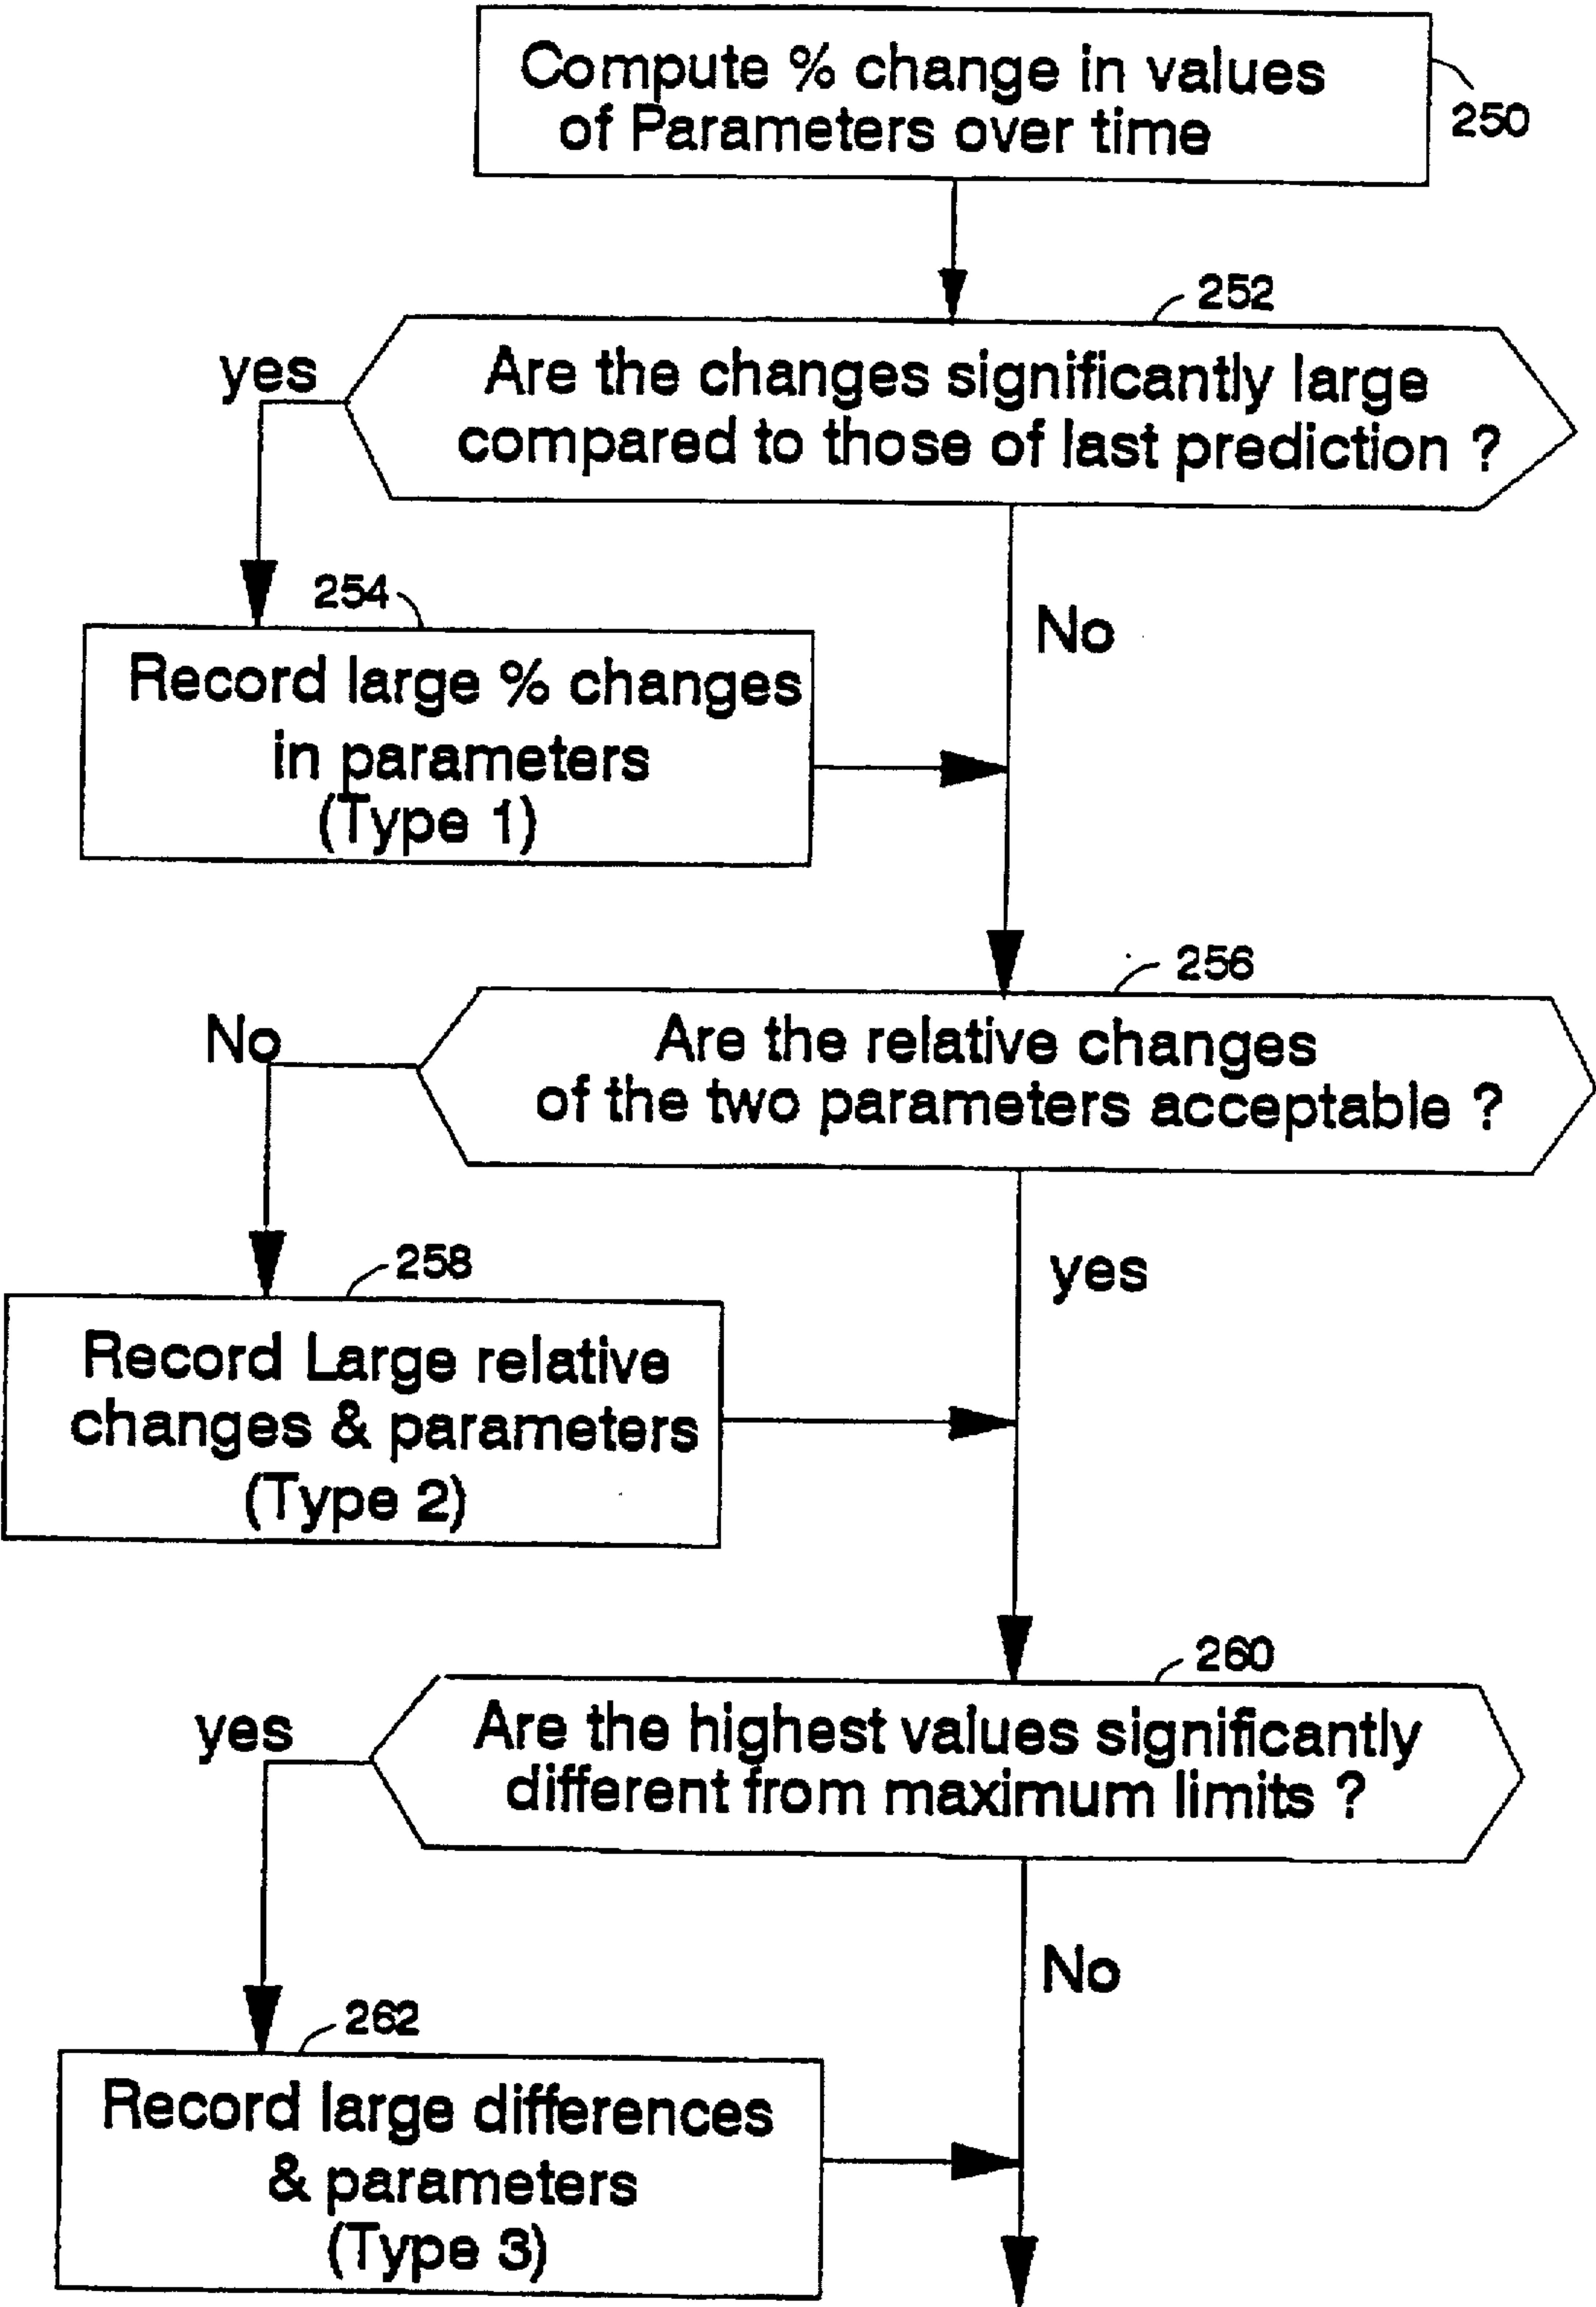 Compute % change in values
of Parameters over time
250
252
yes
Are the changes significantly large
compared to those of last prediction ?
254
No
Record large % changes
in parameters
(Type 1)
256
No
Are the relative changes
of the two parameters acceptable ?
258
yes
Record Large relative
changes & parameters
(Type 2)
260
yes
Are the highest values significantly
different from maximum limits ?
No
262
Record large differences
& parameters
(Type 3)